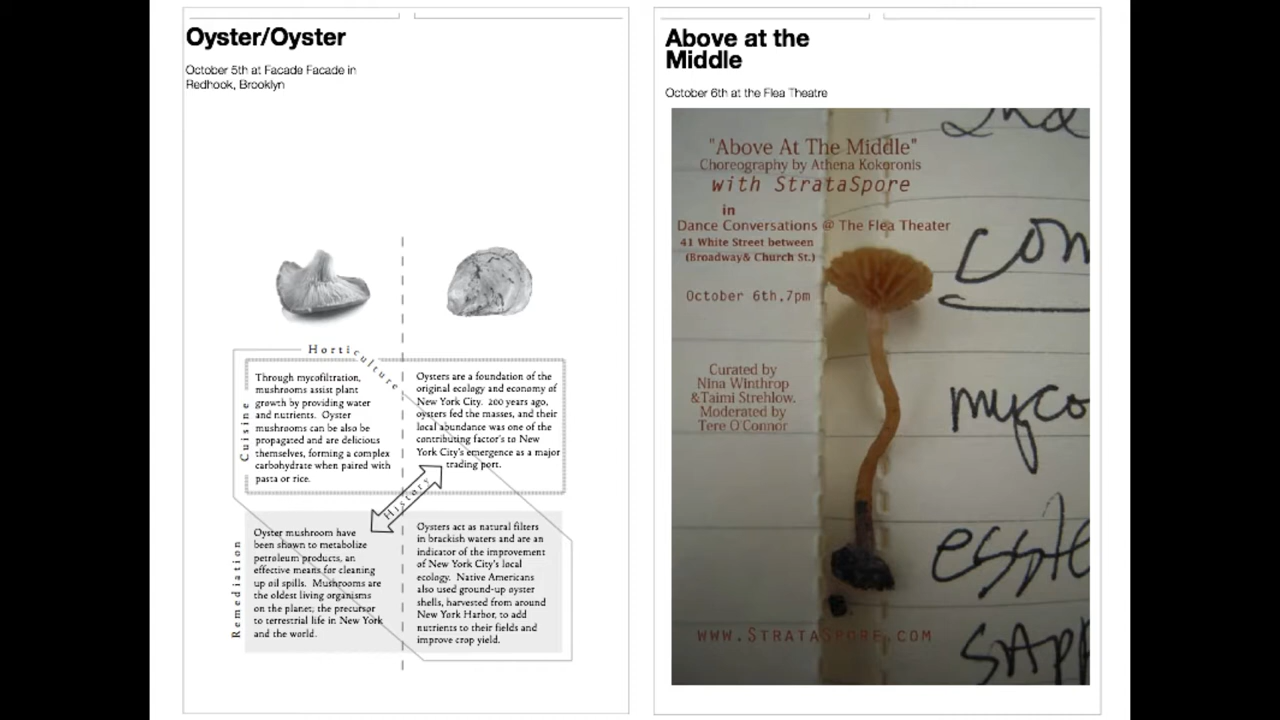 Oyster/Oyster
October 5th at Facade Facade in
Redhook, Brooklyn
Horticulture
Cuisine
Through mycofiltration,
mushrooms assist plant
growth by providing water
and nutrients. Oyster
mushrooms can be also be
propagated and are delicious
themselves, forming a complex
carbohydrate when paired with
pasta or rice.
Oysters are a foundation of the
original ecology and economy of
New York City. 200 years ago,
oysters fed the masses, and their
local abundance was one of the
contributing factor's to New
York City's emergence as a major
trading port.
History
Remediation
Oyster mushroom have
been shown to metabolize
petroleum products, an
effective means for cleaning
up oil spills. Mushrooms are
the oldest living organisms
on the planet; the precursor
to terrestrial life in New York
and the world.
Oysters act as natural filters
in brackish waters and are an
indicator of the improvement
of New York City's local
ecology. Native Americans
also used ground-up oyster
shells, harvested from around
New York Harbor, to add
nutrients to their fields and
improve crop yield.
Above at the
Middle
October 6th at the Flea Theatre
"Above At The Middle"
Choreography by Athena Kokoronis
with StrataSpore
in
Dance Conversations @ The Flea Theater
41 White Street between
(Broadway& Church St.)
October 6th,7pm
Curated by
Nina Winthrop
&Taimi Strehlow.
Moderated by
Tere O'Connor
WWW.STRATASPORE.COM
com
myco